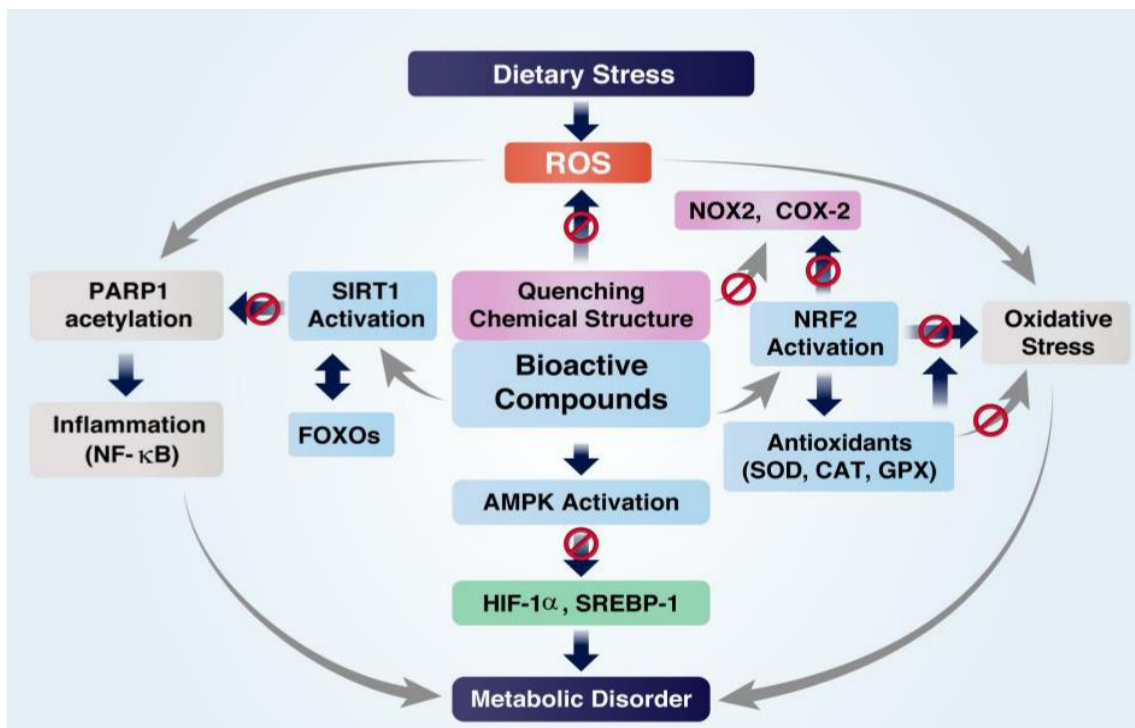 Dietary Stress
ROS
NOX2, COX-2
PARP1
acetylation
SIRT1
Activation
Quenching
Chemical Structure
NRF2
Activation
Oxidative
Stress
Bioactive
Compounds
Inflammation
(NF- κB)
FOXOs
Antioxidants
(SOD, CAT, GPX)
AMPK Activation
HIF-1α, SREBP-1
Metabolic Disorder